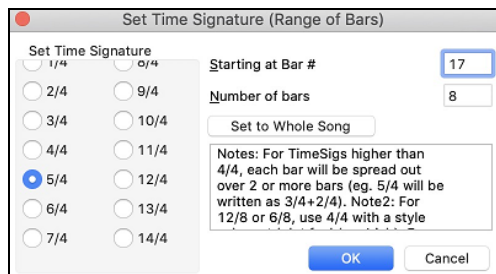 Set Time Signature (Range of Bars)
Set Time Signature
1/4 8/4
2/4 9/4
3/4 10/4
4/4 11/4
5/4 12/4
6/4 13/4
7/4 14/4
Starting at Bar # 17
Number of bars 8
Set to Whole Song
Notes: For TimeSigs higher than
4/4, each bar will be spread out
over 2 or more bars (eg. 5/4 will be
written as 3/4+2/4). Note2: For
12/8 or 6/8, use 4/4 with a style
OK Cancel